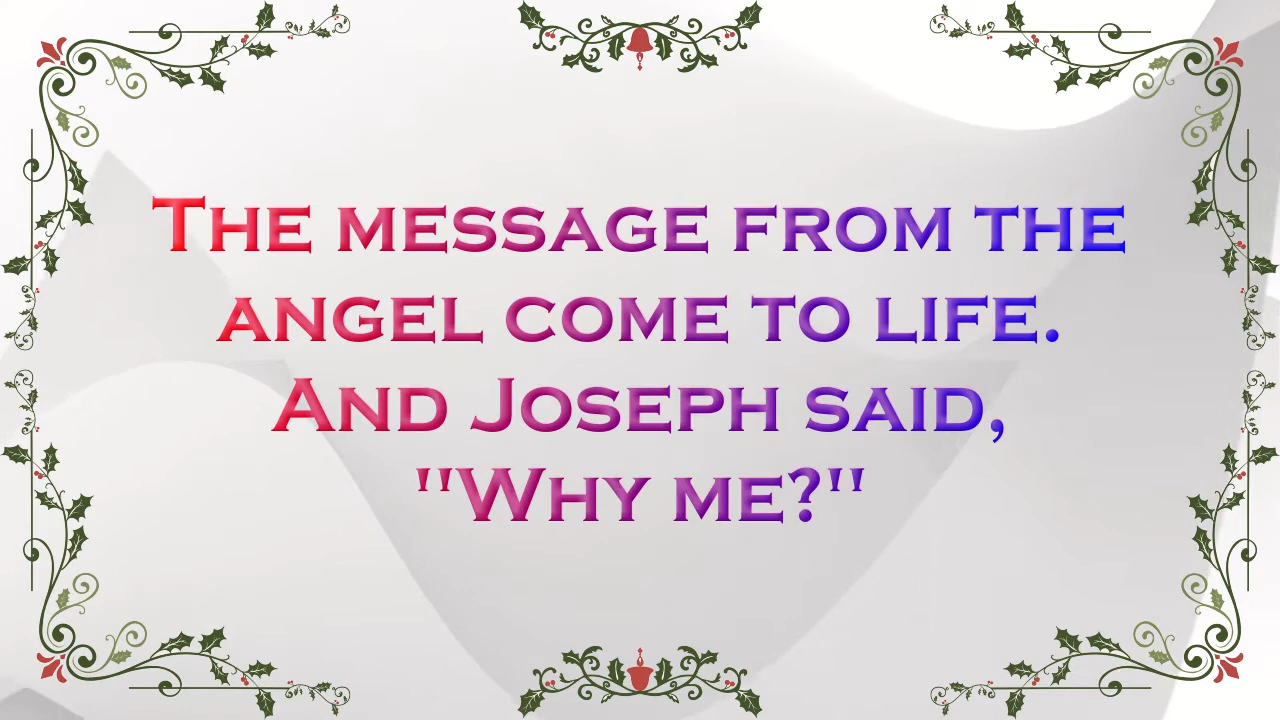 The message from the
angel come to life.
And Joseph said,
"Why me?"